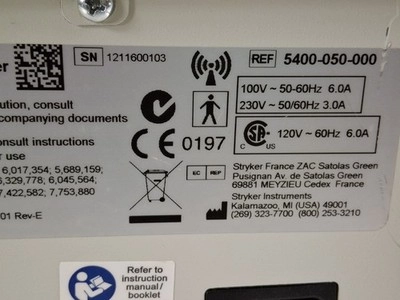 SN 1211600103
REF 5400-050-000
100V ~ 50-60Hz 6.0A
230V ~ 50/60Hz 3.0A
ution, consult
companying documents
CE 0197
C US
120V ~ 60Hz 6.0A
onsult instructions
r use
6,017,354; 5,689,159;
6,329,778; 6,045,564;
7,422,582; 7,753,880
EC REP
Stryker France ZAC Satolas Green
Pusignan Av. de Satolas Green
69881 MEYZIEU Cedex France
Stryker Instruments
Kalamazoo, MI (USA) 49001
(269) 323-7700 (800) 253-3210
01 Rev-E
Refer to
instruction
manual/
booklet